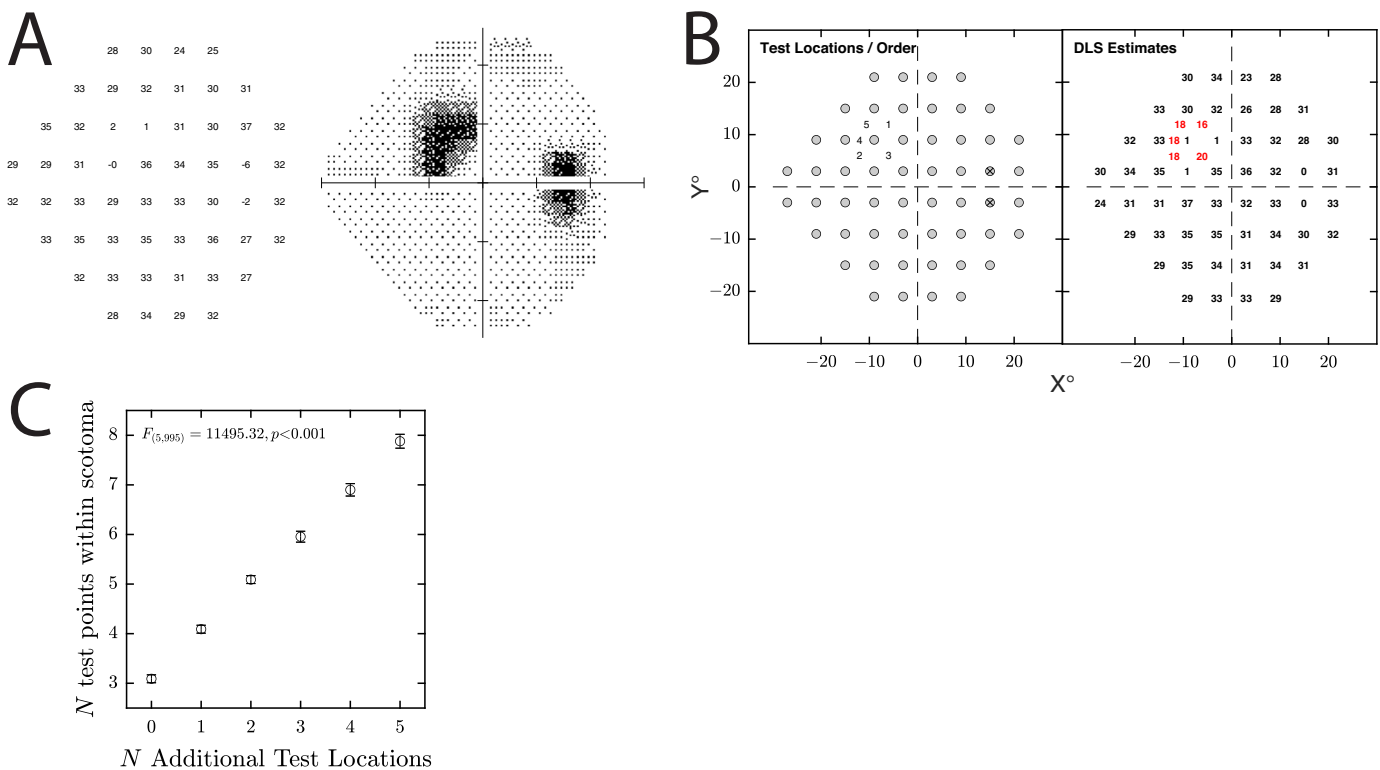 A
28 30 24 25
33 29 32 31 30 31
35 32 2 1 31 30 37 32
29 29 31 -0 36 34 35 -6 32
32 32 33 29 33 33 30 -2 32
33 35 33 35 33 36 27 32
32 33 33 31 33 27
28 34 29 32
B
Test Locations / Order
20
10
0
−10
−20
5 1
4
2 3
−20 −10 0 10 20
Y°
DLS Estimates
30 34 23 28
33 30 32 26 28 31
18 16
32 33 18 1 1 33 32 28 30
18 20
30 34 35 1 35 36 32 0 31
24 31 31 37 33 32 33 0 33
29 33 35 35 31 34 30 32
29 35 34 31 34 31
29 33 33 29
−20 −10 0 10 20
X°
C
F(5,995) = 11495.32, p<0.001
8
7
6
5
4
3
N test points within scotoma
0 1 2 3 4 5
N Additional Test Locations